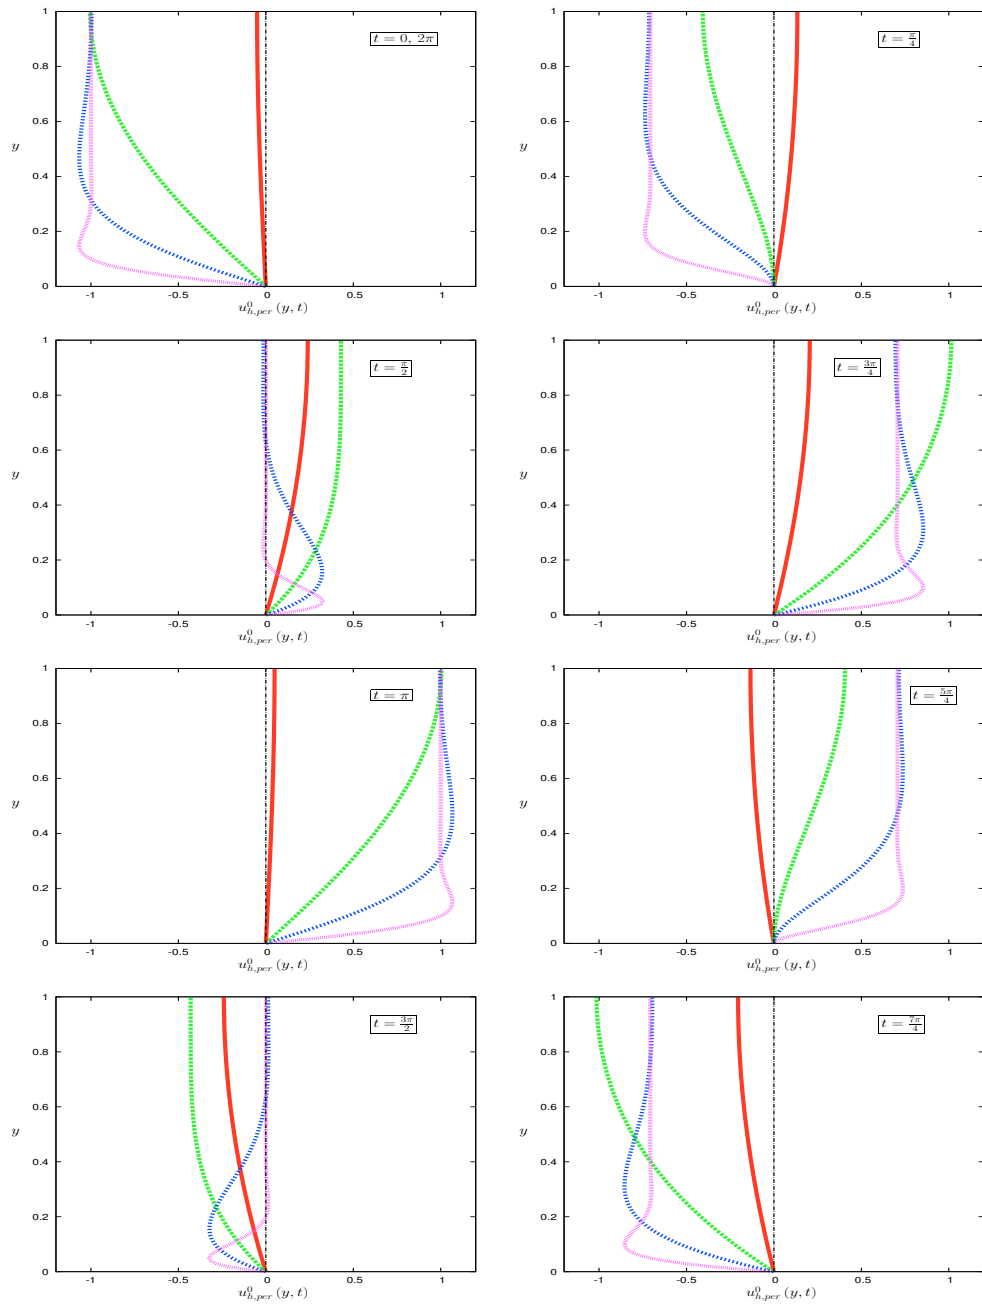 1
0.8
0.6
y
0.4
0.2
0
-1 -0.5 0 0.5 1
u^0_{h,per}(y, t)
t = 0, 2π
1
0.8
0.6
y
0.4
0.2
0
-1 -0.5 0 0.5 1
u^0_{h,per}(y, t)
t = π/4
1
0.8
0.6
y
0.4
0.2
0
-1 -0.5 0 0.5 1
u^0_{h,per}(y, t)
t = π/2
1
0.8
0.6
y
0.4
0.2
0
-1 -0.5 0 0.5 1
u^0_{h,per}(y, t)
t = 3π/4
1
0.8
0.6
y
0.4
0.2
0
-1 -0.5 0 0.5 1
u^0_{h,per}(y, t)
t = π
1
0.8
0.6
y
0.4
0.2
0
-1 -0.5 0 0.5 1
u^0_{h,per}(y, t)
t = 5π/4
1
0.8
0.6
y
0.4
0.2
0
-1 -0.5 0 0.5 1
u^0_{h,per}(y, t)
t = 3π/2
1
0.8
0.6
y
0.4
0.2
0
-1 -0.5 0 0.5 1
u^0_{h,per}(y, t)
t = 7π/4